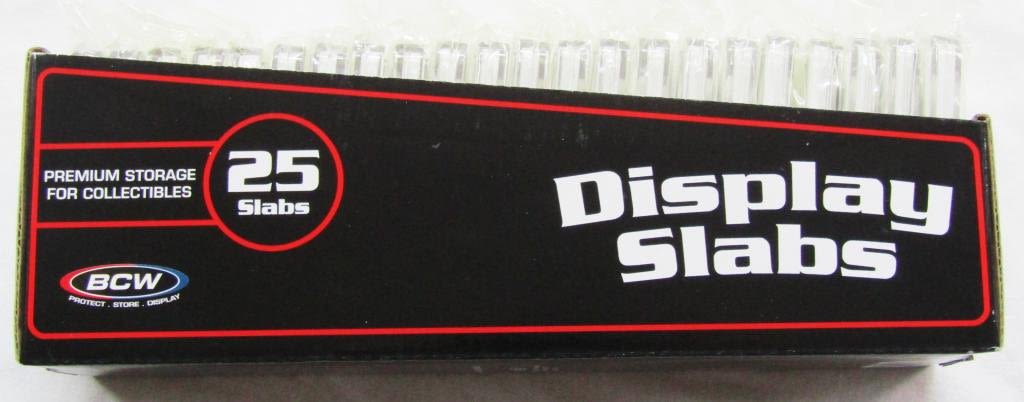 PREMIUM STORAGE
FOR COLLECTIBLES
25
Slabs
BCW
PROTECT . STORE . DISPLAY
Display
Slabs